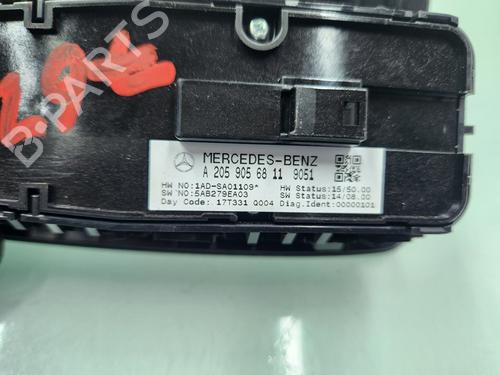 B-PARTS
MERCEDES-BENZ
A 205 905 68 11 9051
HW NO:1AD-SA01109* HW Status:15/50.00
SW NO:5AB279EA03 SW Status:14/08.00
Day Code: 17T331 Q004 Diag.Ident:00000101